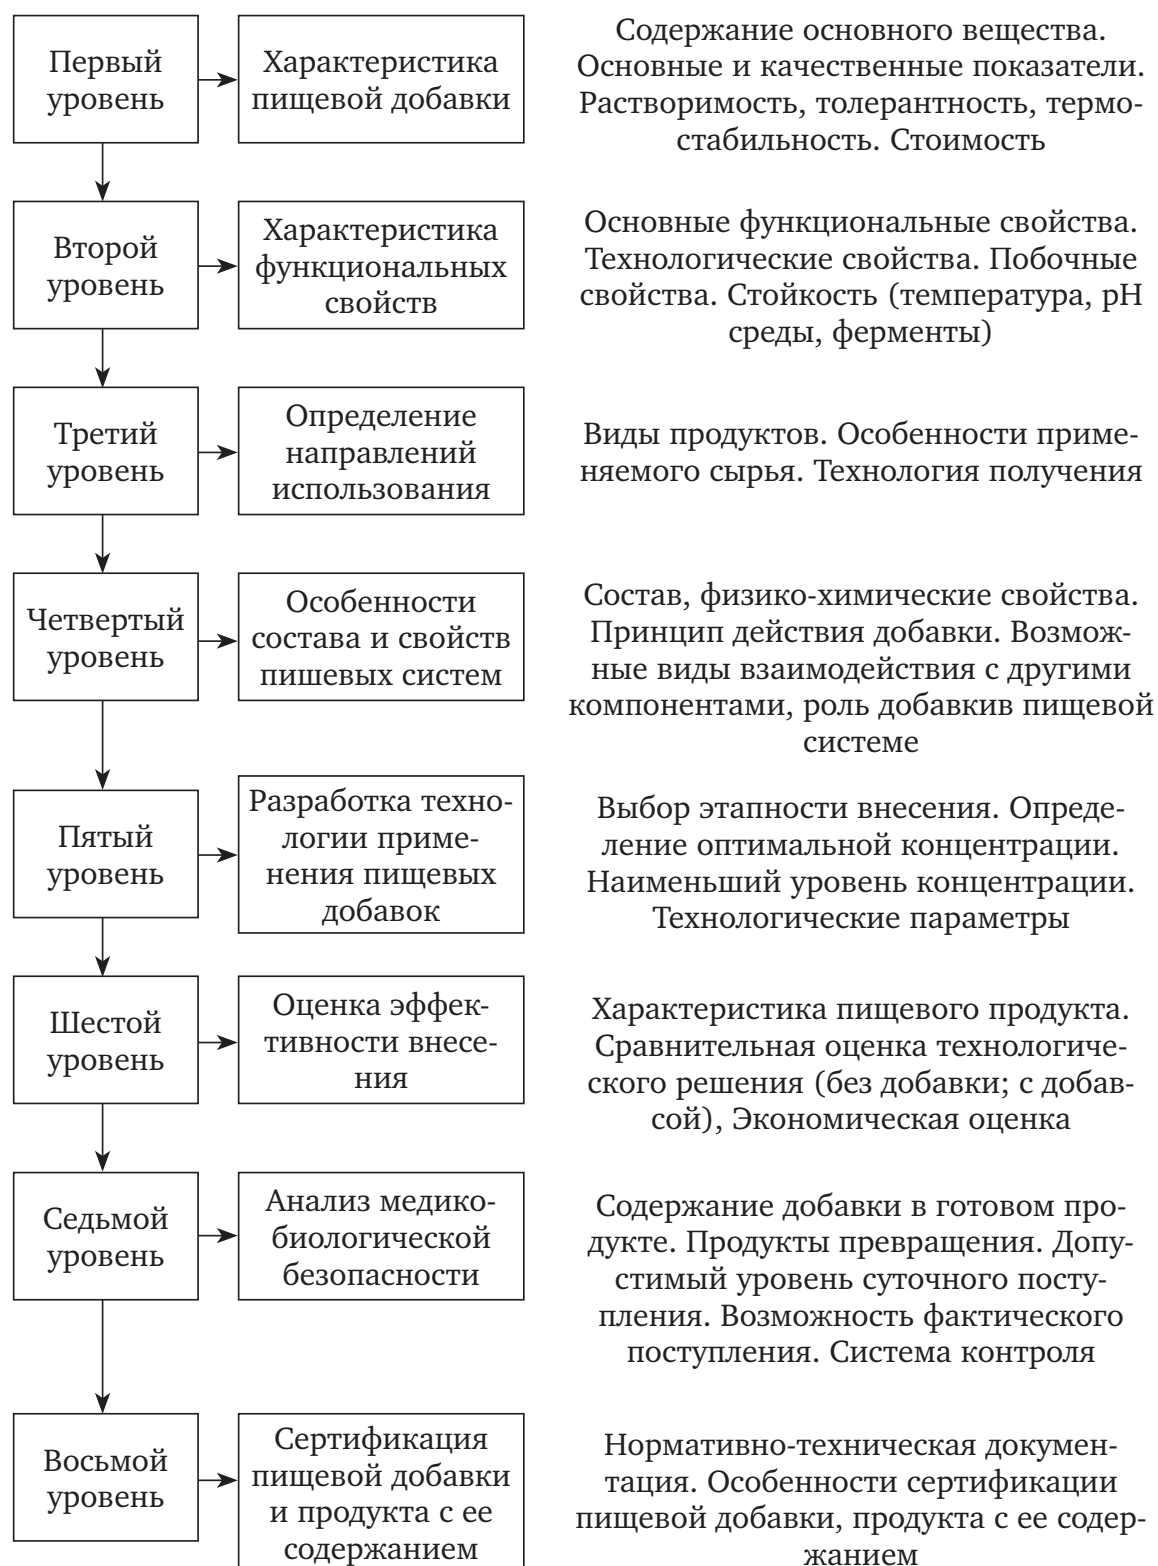 Первый
уровень
Характеристика
пищевой добавки
Содержание основного вещества.
Основные и качественные показатели.
Растворимость, толерантность, термо-
стабильность. Стоимость
Второй
уровень
Характеристика
функциональных
свойств
Основные функциональные свойства.
Технологические свойства. Побочные
свойства. Стойкость (температура, pH
среды, ферменты)
Третий
уровень
Определение
направлений
использования
Виды продуктов. Особенности приме-
няемого сырья. Технология получения
Четвертый
уровень
Особенности
состава и свойств
пишевых систем
Состав, физико-химические свойства.
Принцип действия добавки. Возмож-
ные виды взаимодействия с другими
компонентами, роль добавкив пищевой
системе
Пятый
уровень
Разработка техно-
логии приме-
нения пищевых
добавок
Выбор этапности внесения. Опреде-
ление оптимальной концентрации.
Наименьший уровень концентрации.
Технологические параметры
Шестой
уровень
Оценка эффек-
тивности внесе-
ния
Характеристика пищевого продукта.
Сравнительная оценка технологиче-
ского решения (без добавки; с добав-
сой), Экономическая оценка
Седьмой
уровень
Анализ медико-
биологической
безопасности
Содержание добавки в готовом про-
дукте. Продукты превращения. Допу-
стимый уровень суточного посту-
пления. Возможность фактического
поступления. Система контроля
Восьмой
уровень
Сертификация
пищевой добавки
и продукта с ее
содержанием
Нормативно-техническая докумен-
тация. Особенности сертификации
пищевой добавки, продукта с ее содер-
жанием